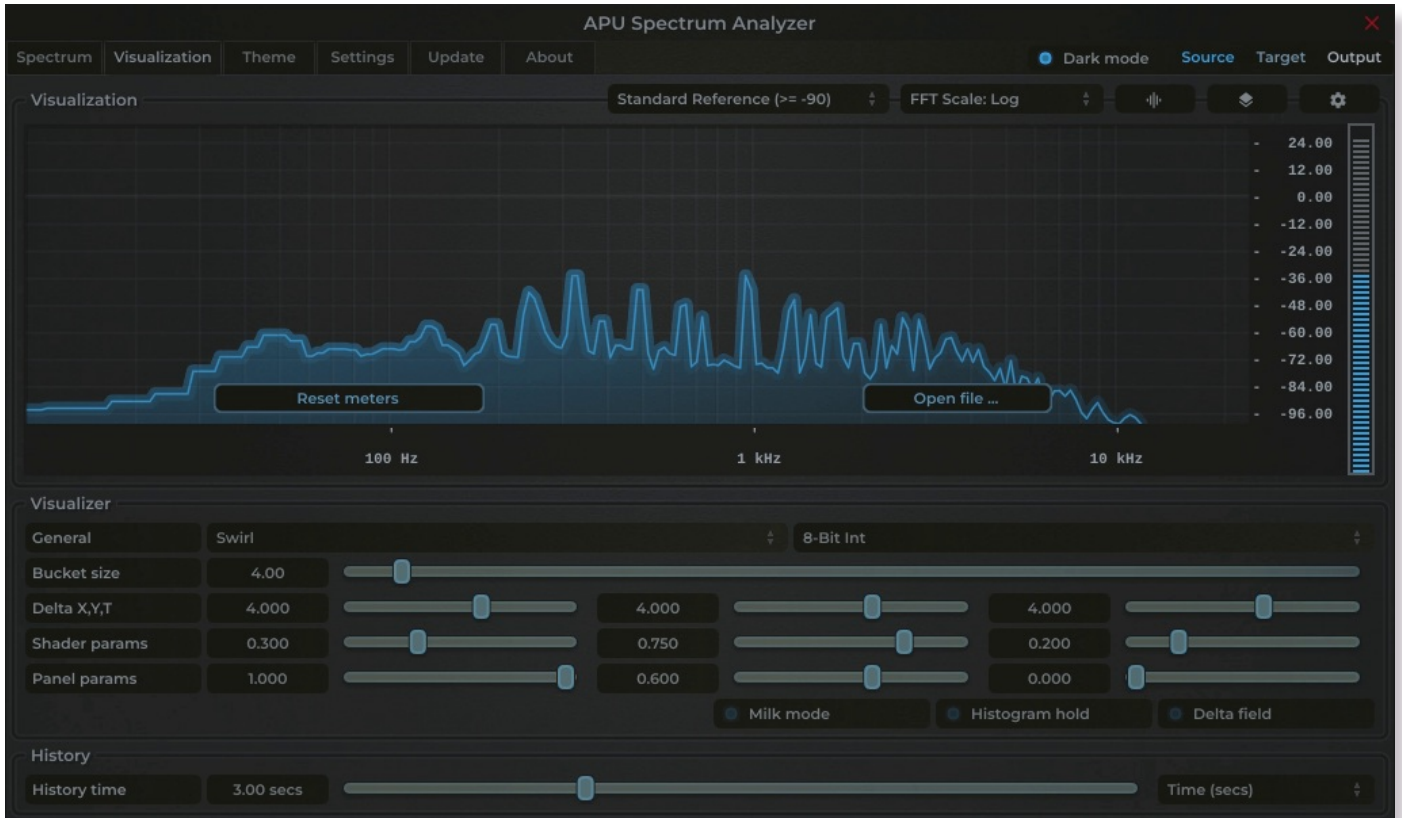 APU Spectrum Analyzer
Spectrum Visualization Theme Settings Update About Dark mode Source Target Output
Visualization Standard Reference (>= -90) FFT Scale: Log
24.00
12.00
0.00
-12.00
-24.00
-36.00
-48.00
-60.00
-72.00
-84.00
Reset meters Open file ...
-96.00
100 Hz 1 kHz 10 kHz
Visualizer
General Swirl 8-Bit Int
Bucket size 4.00
Delta X,Y,T 4.000 4.000 4.000
Shader params 0.300 0.750 0.200
Panel params 1.000 0.600 0.000
Milk mode Histogram hold Delta field
History
History time 3.00 secs Time (secs)